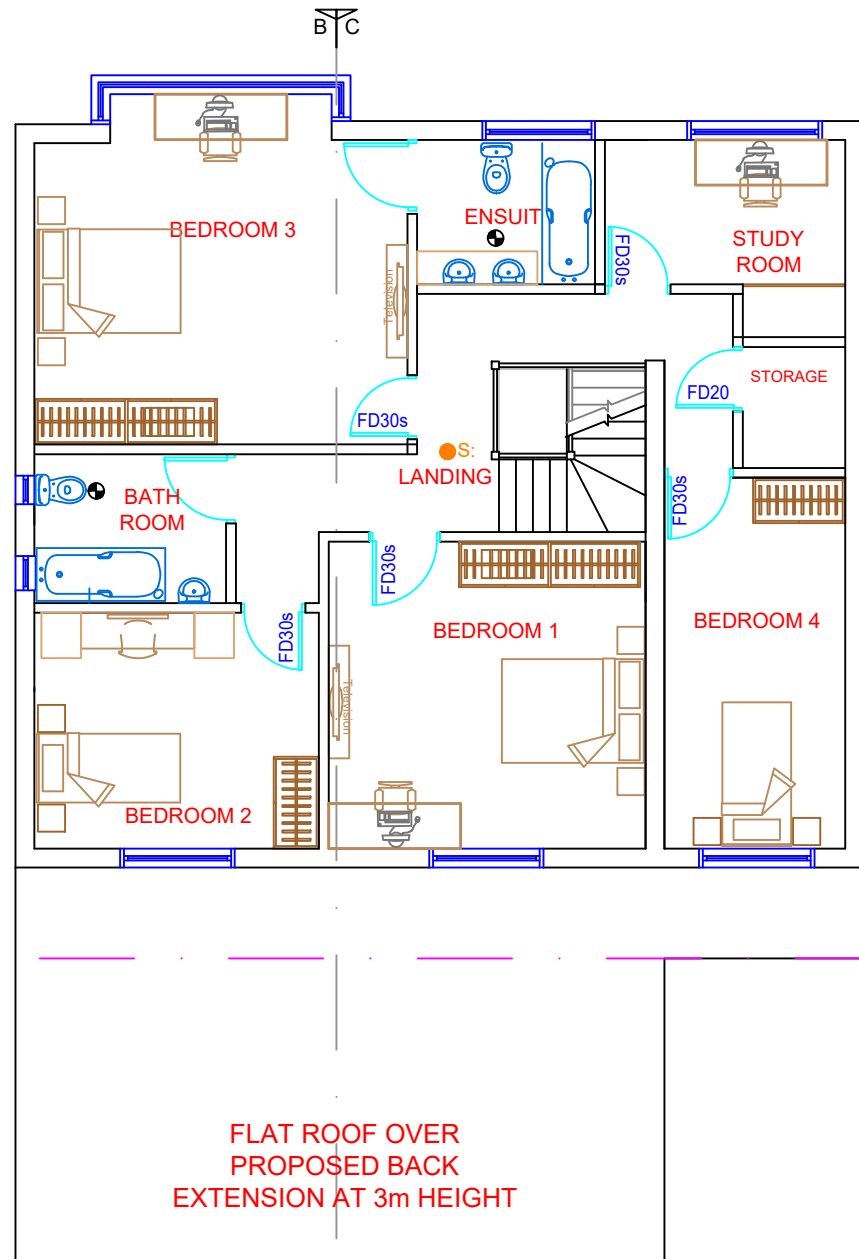 B C
BEDROOM 3
ENSUIT
STUDY
ROOM
FD30s
Television
STORAGE
FD20
FD30s
S:
LANDING
BATH
ROOM
FD30s
FD30s
FD30s
BEDROOM 1
BEDROOM 4
Television
BEDROOM 2
FLAT ROOF OVER
PROPOSED BACK
EXTENSION AT 3m HEIGHT